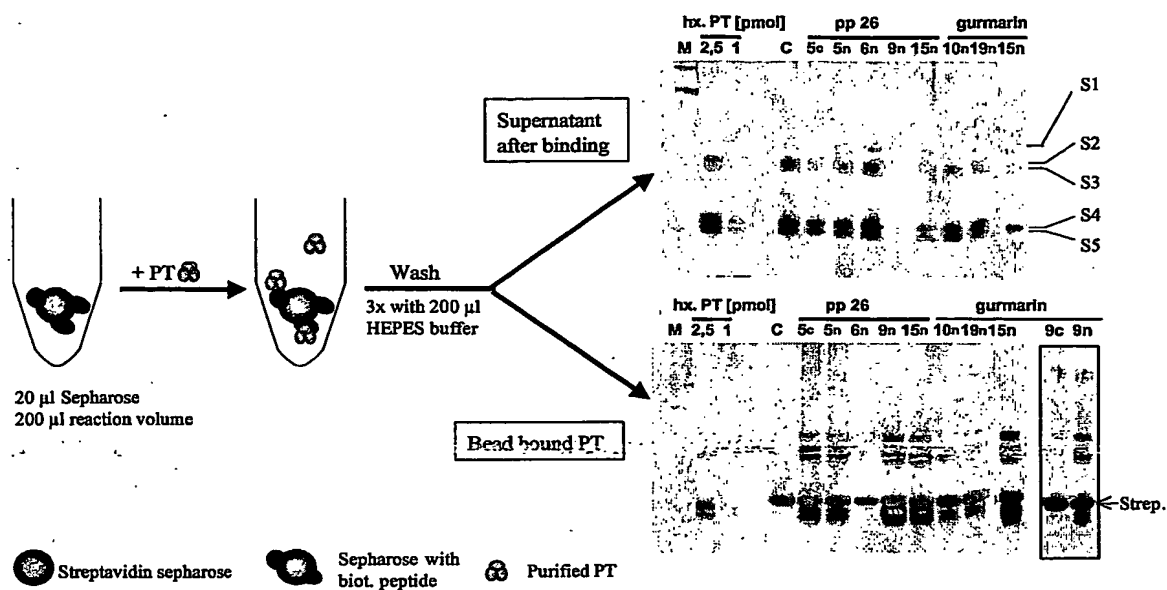 hx. PT [pmol] pp 26 gurmarin
M 2,5 1 C 5c 5n 6n 9n 15n 10n 19n 15n
S1
Supernatant
after binding
S2
S3
S4
S5
+ PT
Wash
3x with 200 µl
HEPES buffer
hx. PT [pmol] pp 26 gurmarin
M 2,5 1 C 5c 5n 6n 9n 15n 10n 19n 15n 9c 9n
20 µl Sepharose
200 µl reaction volume
Bead bound PT
Strep.
Streptavidin sepharose
Sepharose with
biot. peptide
Purified PT